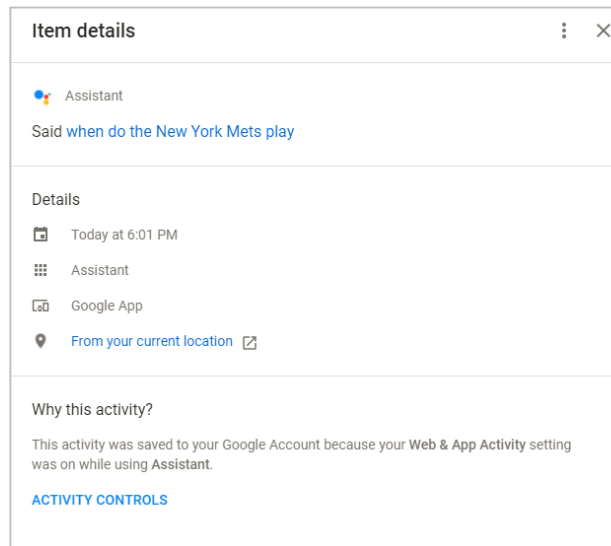 Item details
Assistant
Said when do the New York Mets play
Details
Today at 6:01 PM
Assistant
Google App
From your current location
Why this activity?
This activity was saved to your Google Account because your Web & App Activity setting
was on while using Assistant.
ACTIVITY CONTROLS